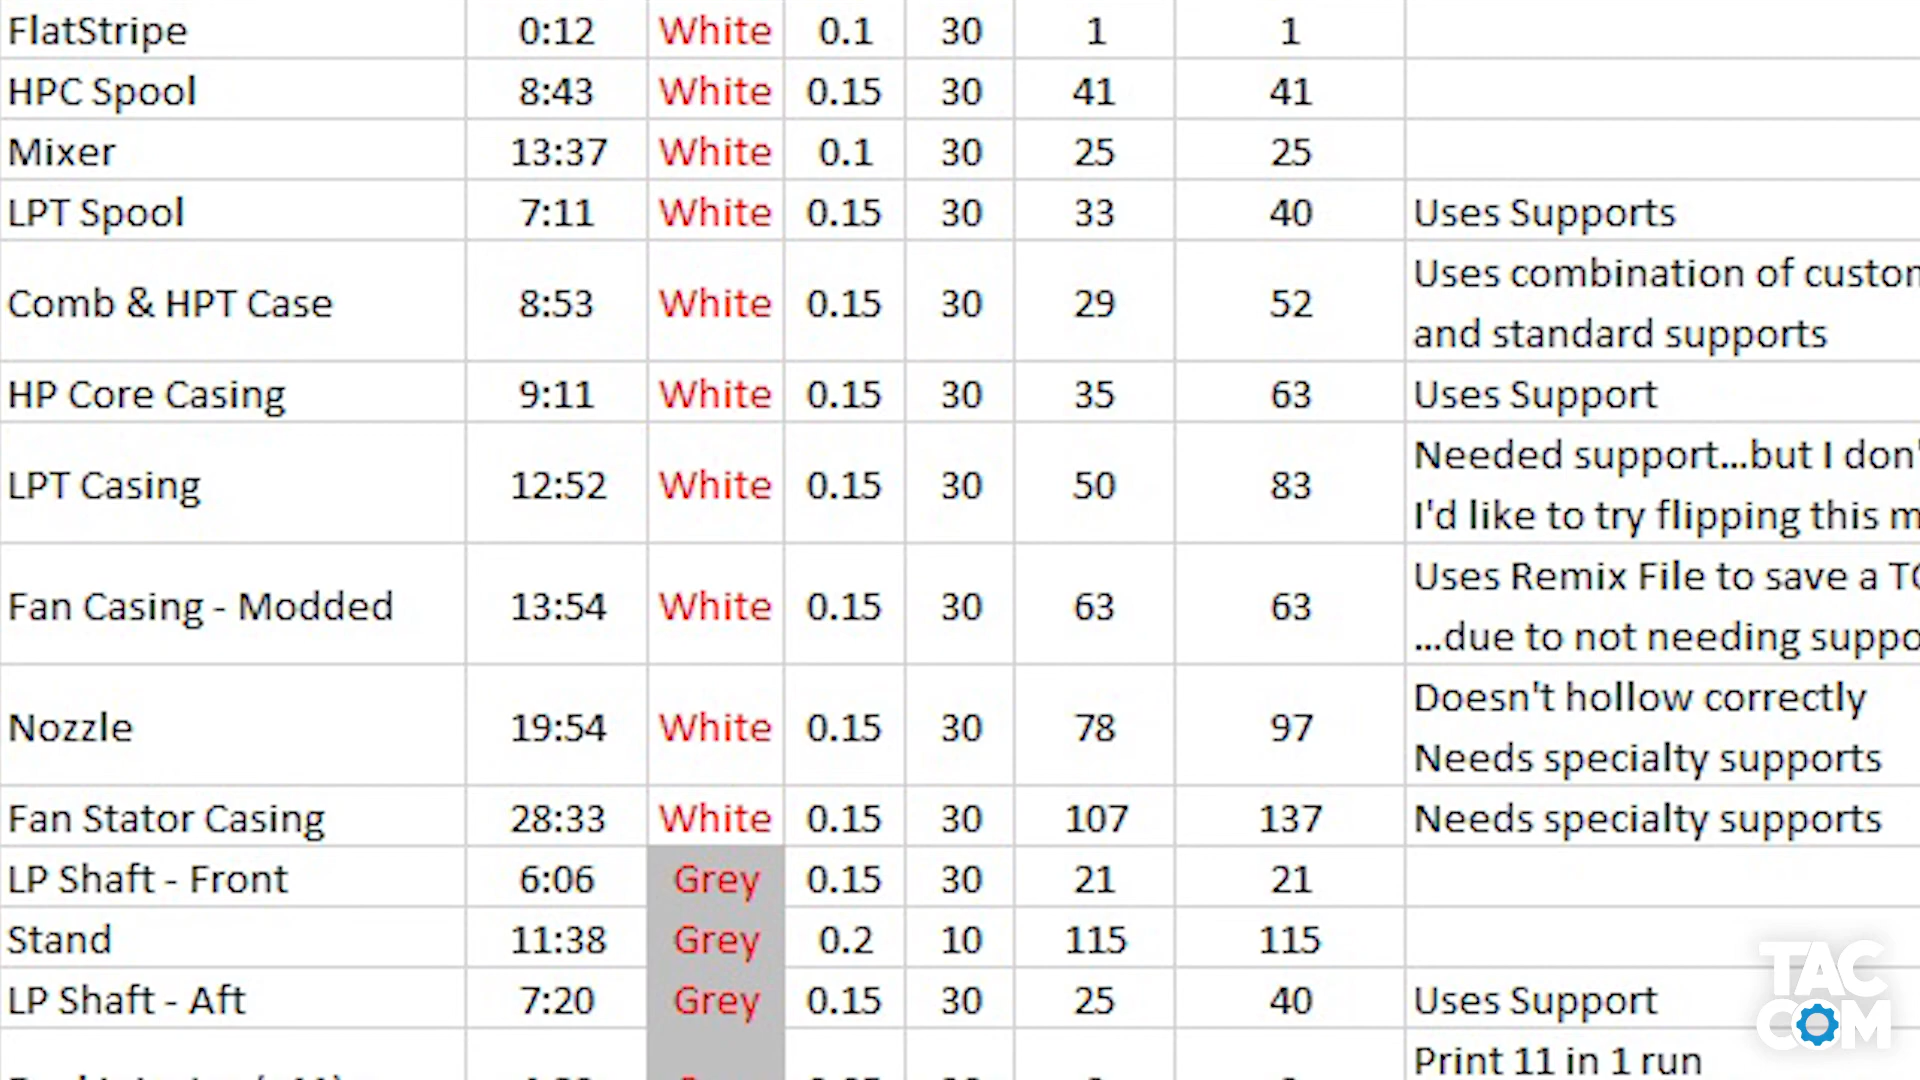 FlatStripe 0:12 White 0.1 30 1 1
HPC Spool 8:43 White 0.15 30 41 41
Mixer 13:37 White 0.1 30 25 25
LPT Spool 7:11 White 0.15 30 33 40 Uses Supports
Comb & HPT Case 8:53 White 0.15 30 29 52 Uses combination of custom
and standard supports
HP Core Casing 9:11 White 0.15 30 35 63 Uses Support
LPT Casing 12:52 White 0.15 30 50 83 Needed support...but I don'
I'd like to try flipping this
Fan Casing - Modded 13:54 White 0.15 30 63 63 Uses Remix File to save a
...due to not needing
Nozzle 19:54 White 0.15 30 78 97 Doesn't hollow correctly
Needs specialty supports
Fan Stator Casing 28:33 White 0.15 30 107 137 Needs specialty supports
LP Shaft - Front 6:06 Grey 0.15 30 21 21
Stand 11:38 Grey 0.2 10 115 115
LP Shaft - Aft 7:20 Grey 0.15 30 25 40 Uses Support
Print 11 in 1 run
TAC
COM